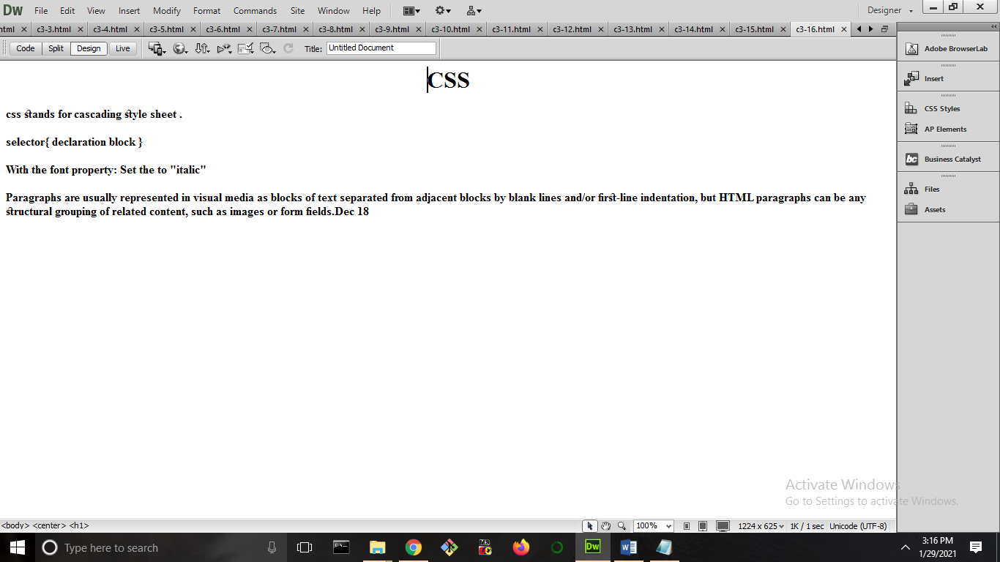 Dw File Edit View Insert Modify Format Commands Site Window Help Designer
html c3-3.html c3-4.html c3-5.html c3-6.html c3-7.html c3-8.html c3-9.html c3-10.html c3-11.html c3-12.html c3-13.html c3-14.html c3-15.html c3-16.html
Code Split Design Live Title: Untitled Document
CSS
css stands for cascading style sheet .
selector{ declaration block }
With the font property: Set the to "italic"
Paragraphs are usually represented in visual media as blocks of text separated from adjacent blocks by blank lines and/or first-line indentation, but HTML paragraphs can be any
structural grouping of related content, such as images or form fields.Dec 18
Adobe BrowserLab
Insert
CSS Styles
AP Elements
bc Business Catalyst
Files
Assets
Activate Windows
Go to Settings to activate Windows.
<body> <center> <h1> 100% 1224 x 625 1K / 1 sec Unicode (UTF-8)
Type here to search Dw 3:16 PM
1/29/2021